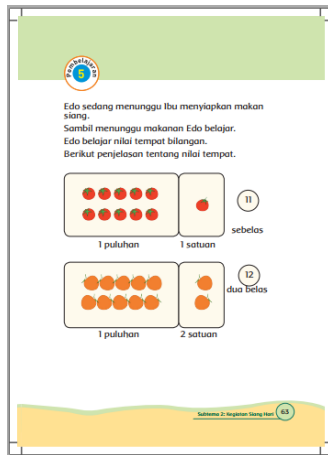 Pembelajaran
5
Edo sedang menunggu Ibu menyiapkan makan
siang.
Sambil menunggu makanan Edo belajar.
Edo belajar nilai tempat bilangan.
Berikut penjelasan tentang nilai tempat.
11
sebelas
1 puluhan 1 satuan
12
dua belas
1 puluhan 2 satuan
Subtema 2: Kegiatan Siang Hari 63